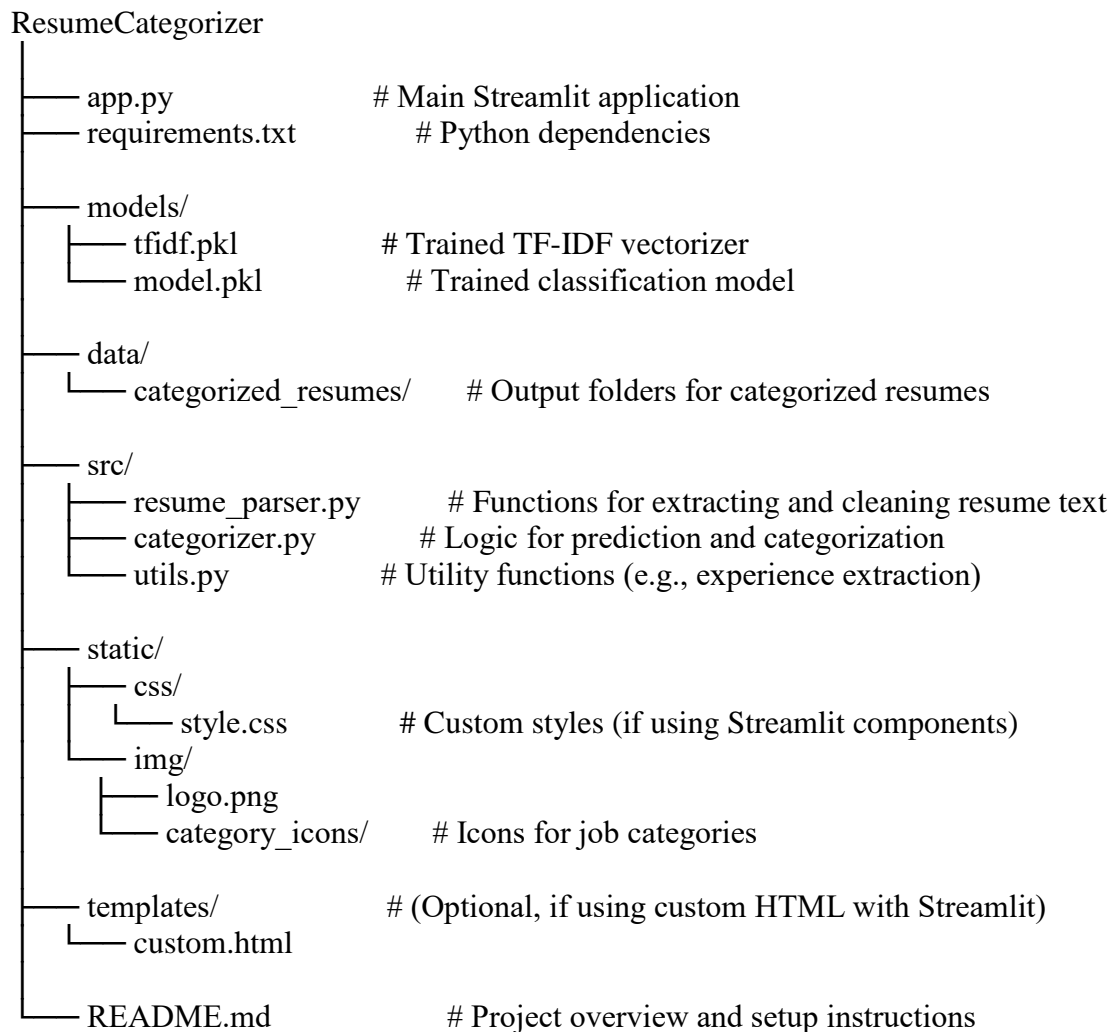 ResumeCategorizer
│
├── app.py # Main Streamlit application
├── requirements.txt # Python dependencies
│
├── models/
│ ├── tfidf.pkl # Trained TF-IDF vectorizer
│ └── model.pkl # Trained classification model
│
├── data/
│ └── categorized_resumes/ # Output folders for categorized resumes
│
├── src/
│ ├── resume_parser.py # Functions for extracting and cleaning resume text
│ ├── categorizer.py # Logic for prediction and categorization
│ └── utils.py # Utility functions (e.g., experience extraction)
│
├── static/
│ ├── css/
│ │ └── style.css # Custom styles (if using Streamlit components)
│ └── img/
│ ├── logo.png
│ └── category_icons/ # Icons for job categories
│
├── templates/ # (Optional, if using custom HTML with Streamlit)
│ └── custom.html
│
└── README.md # Project overview and setup instructions